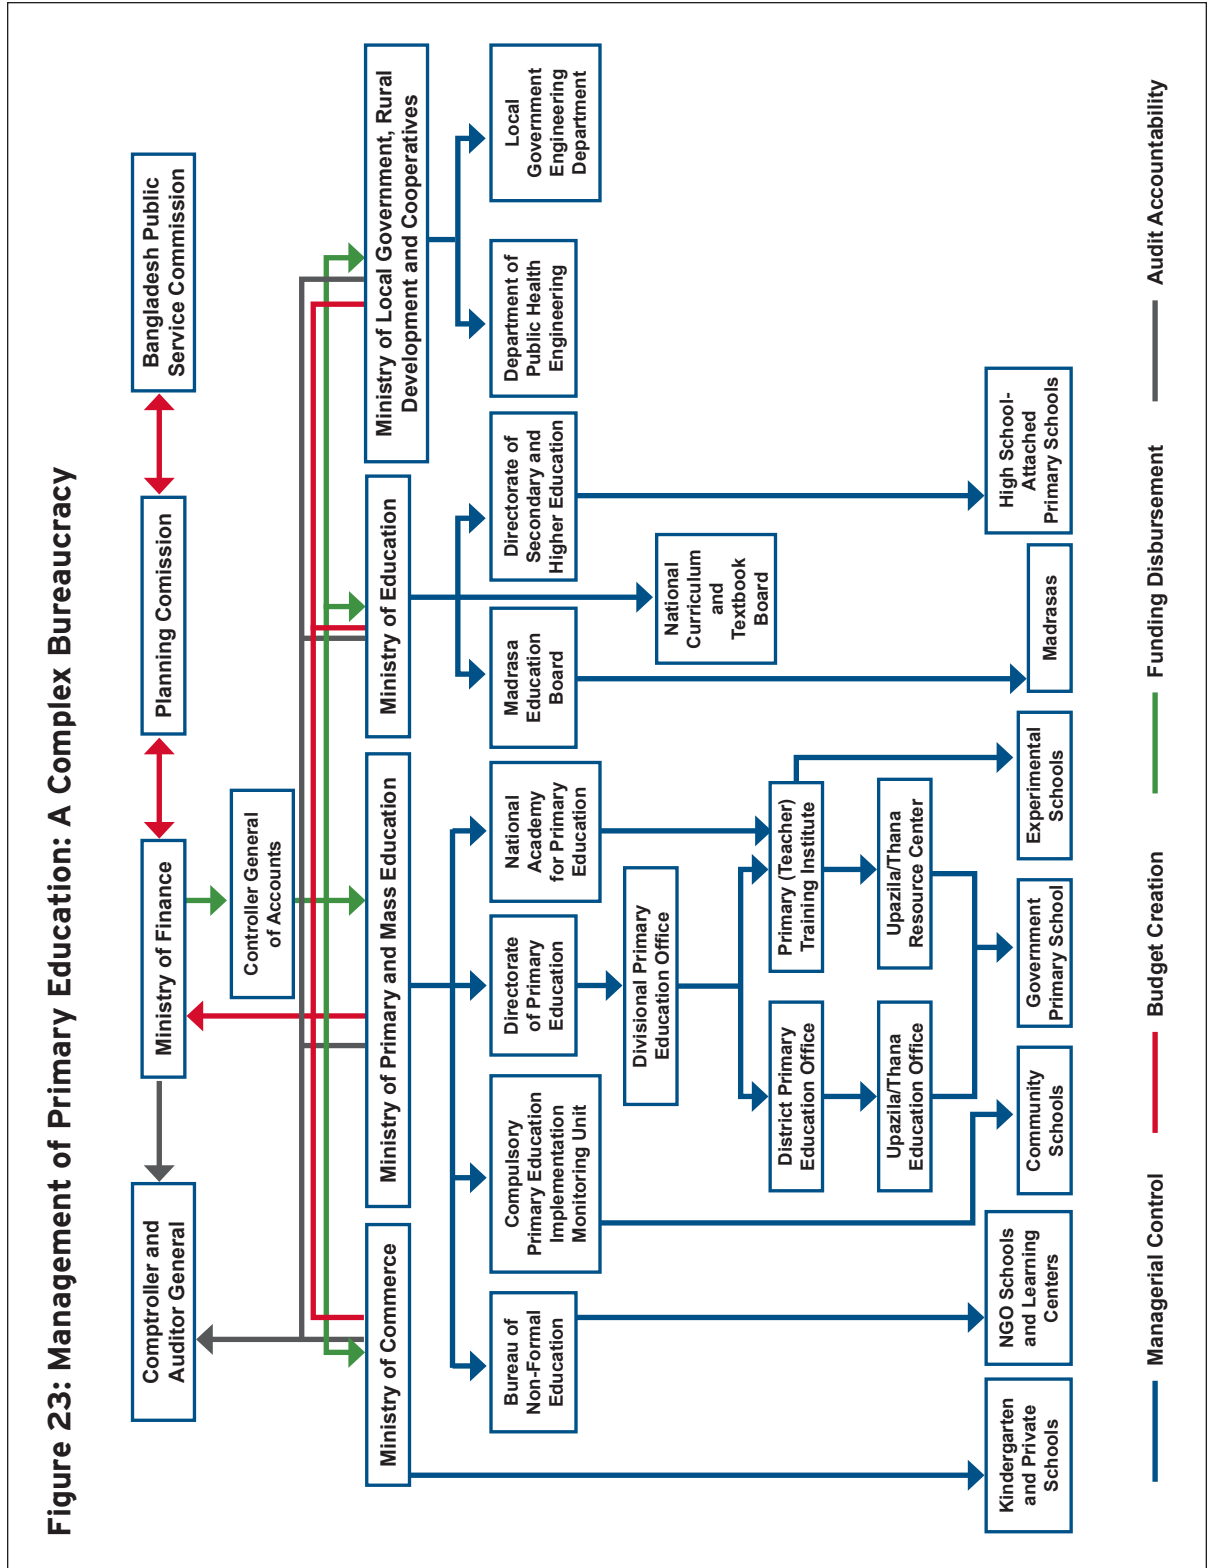 Figure 23: Management of Primary Education: A Complex Bureaucracy
Comptroller and
Auditor General
Ministry of Finance
Planning Comission
Bangladesh Public
Service Commission
Controller General
of Accounts
Ministry of Commerce
Ministry of Primary and Mass Education
Ministry of Education
Ministry of Local Government, Rural
Development and Cooperatives
Bureau of
Non-Formal
Education
Compulsory
Primary Education
Implementation
Monitoring Unit
Directorate
of Primary
Education
National
Academy
for Primary
Education
Madrasa
Education
Board
Directorate of
Secondary and
Higher Education
Department of
Public Health
Engineering
Local
Government
Engineering
Department
Divisional Primary
Education Office
National
Curriculum
and
Textbook
Board
District Primary
Education Office
Primary (Teacher)
Training Institute
Upazila/Thana
Education Office
Upazila/Thana
Resource Center
Kindergarten
and Private
Schools
NGO Schools
and Learning
Centers
Community
Schools
Government
Primary School
Experimental
Schools
Madrasas
High School-
Attached
Primary Schools
Managerial Control
Budget Creation
Funding Disbursement
Audit Accountability